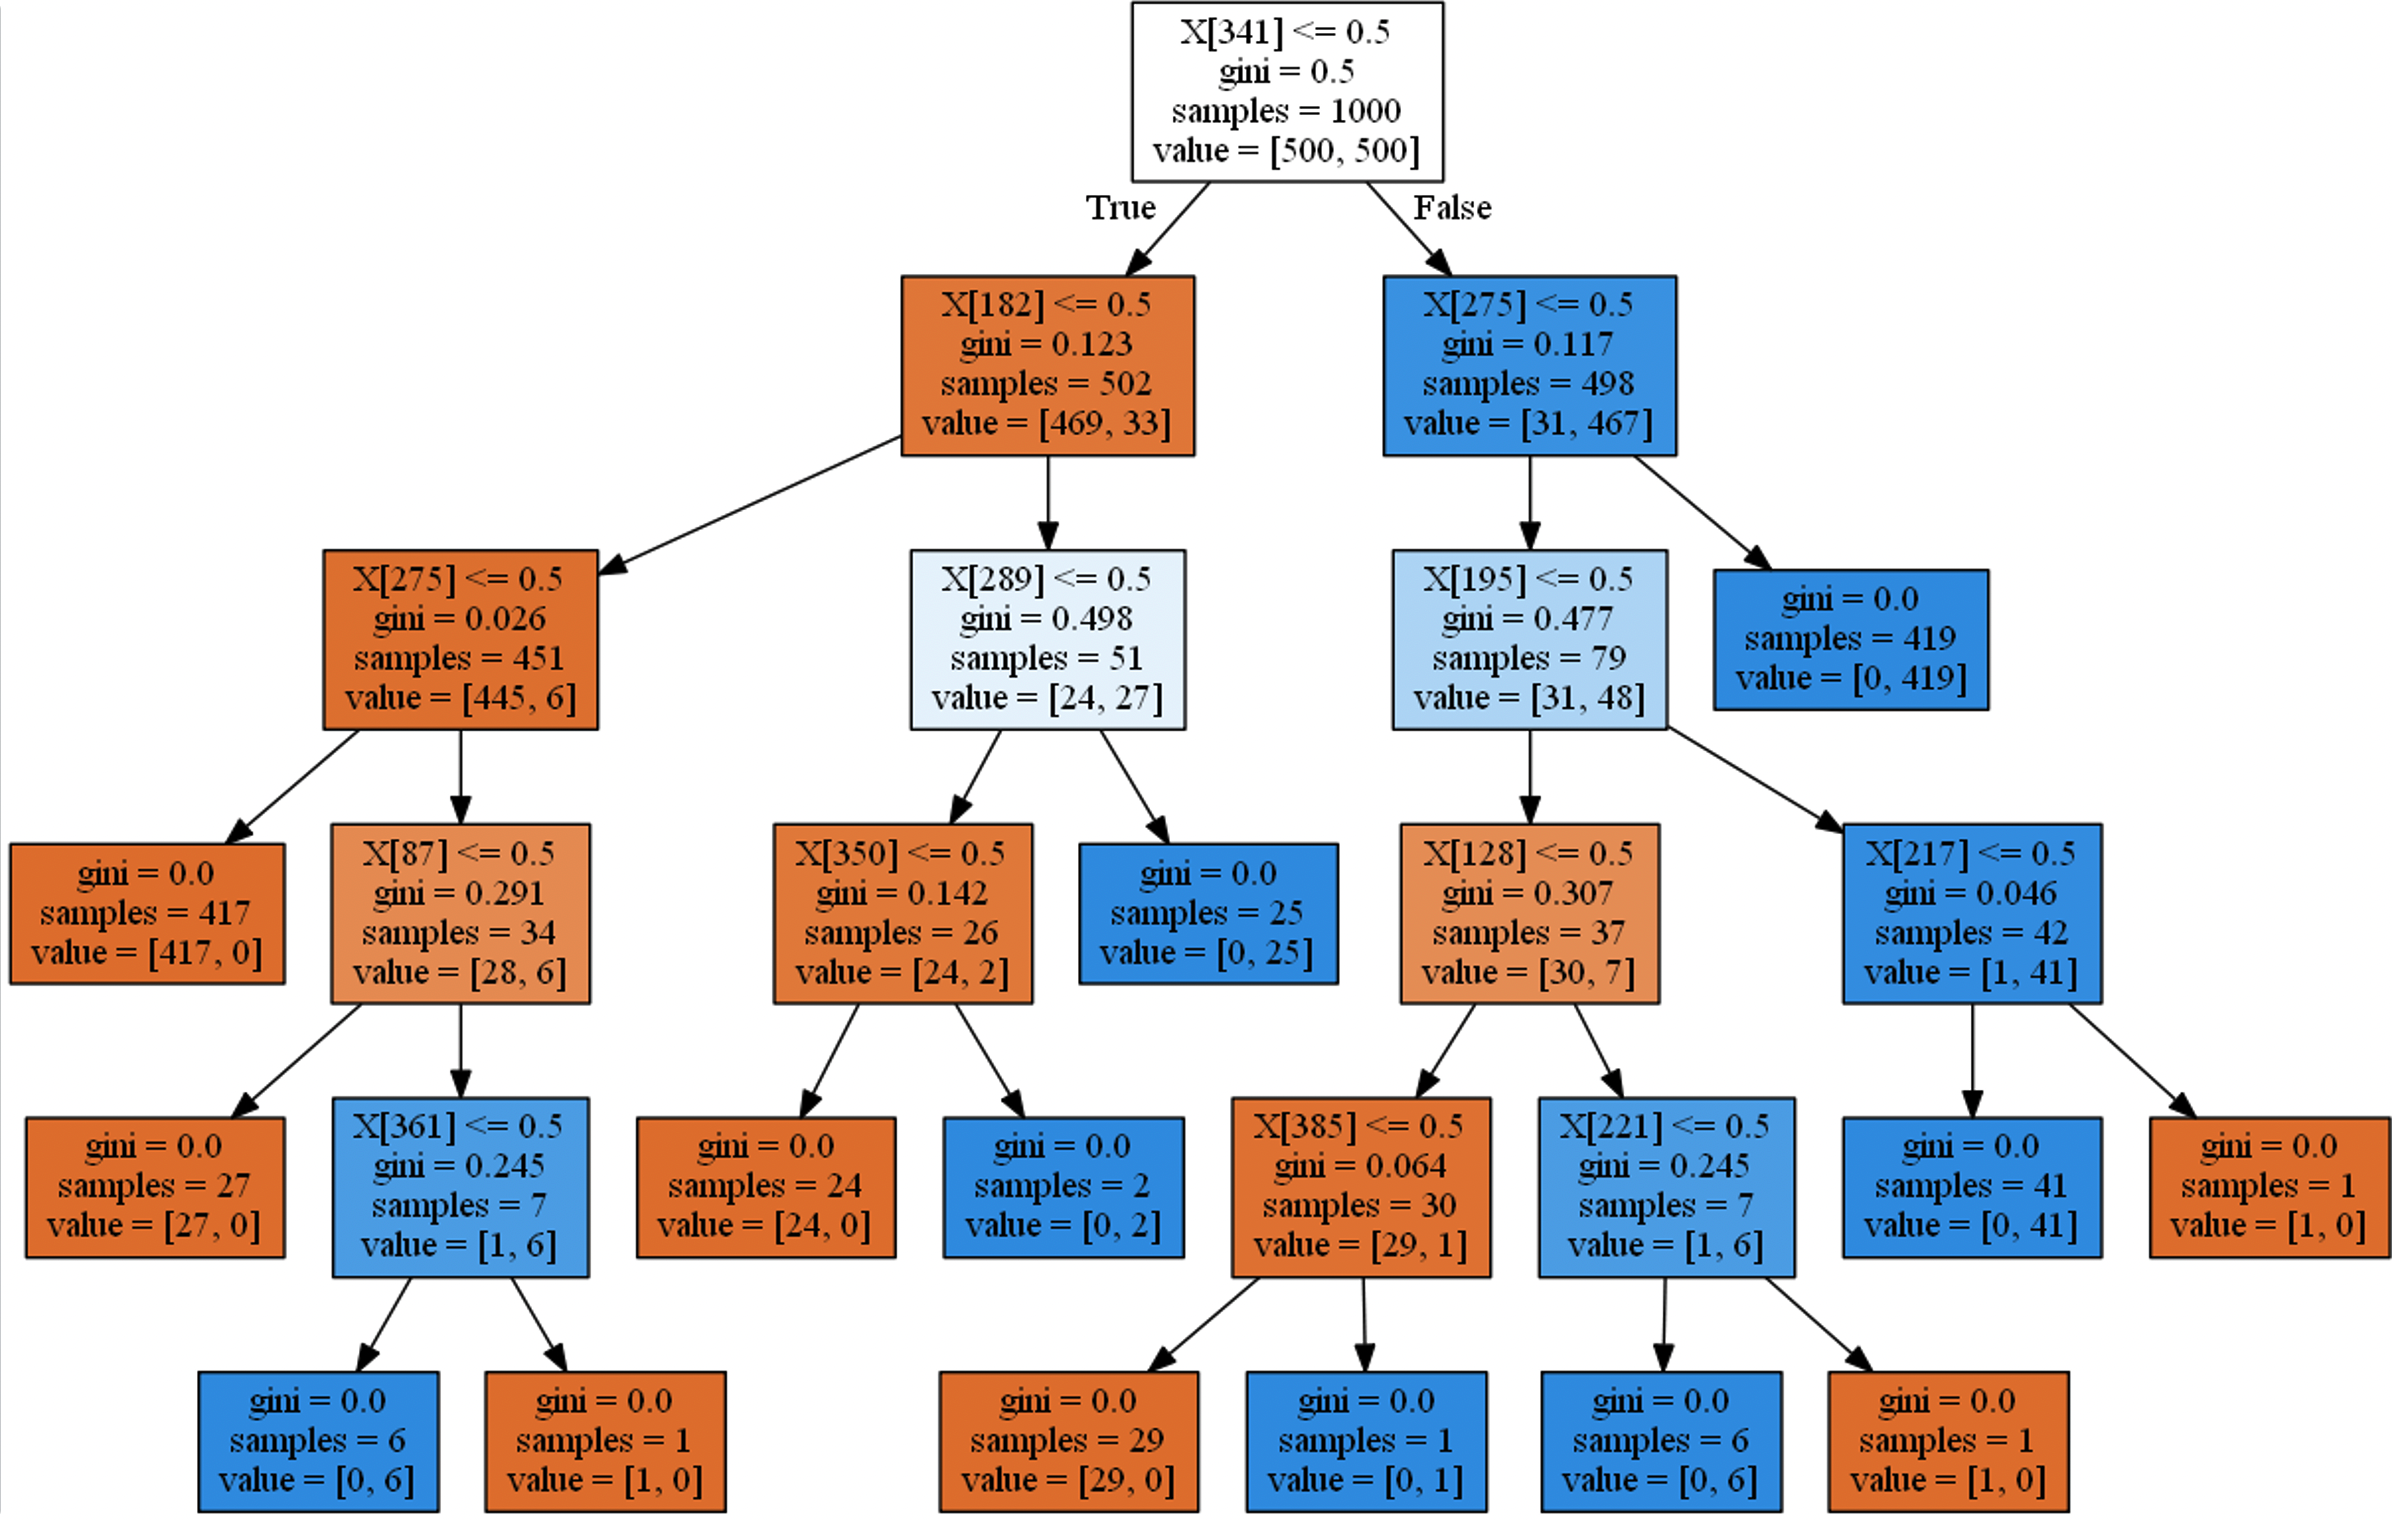 X[341] <= 0.5
gini = 0.5
samples = 1000
value = [500, 500]
True
False
X[182] <= 0.5
gini = 0.123
samples = 502
value = [469, 33]
X[275] <= 0.5
gini = 0.117
samples = 498
value = [31, 467]
X[275] <= 0.5
gini = 0.026
samples = 451
value = [445, 6]
X[289] <= 0.5
gini = 0.498
samples = 51
value = [24, 27]
X[195] <= 0.5
gini = 0.477
samples = 79
value = [31, 48]
gini = 0.0
samples = 419
value = [0, 419]
gini = 0.0
samples = 417
value = [417, 0]
X[87] <= 0.5
gini = 0.291
samples = 34
value = [28, 6]
X[350] <= 0.5
gini = 0.142
samples = 26
value = [24, 2]
gini = 0.0
samples = 25
value = [0, 25]
X[128] <= 0.5
gini = 0.307
samples = 37
value = [30, 7]
X[217] <= 0.5
gini = 0.046
samples = 42
value = [1, 41]
gini = 0.0
samples = 27
value = [27, 0]
X[361] <= 0.5
gini = 0.245
samples = 7
value = [1, 6]
gini = 0.0
samples = 24
value = [24, 0]
gini = 0.0
samples = 2
value = [0, 2]
X[385] <= 0.5
gini = 0.064
samples = 30
value = [29, 1]
X[221] <= 0.5
gini = 0.245
samples = 7
value = [1, 6]
gini = 0.0
samples = 41
value = [0, 41]
gini = 0.0
samples = 1
value = [1, 0]
gini = 0.0
samples = 6
value = [0, 6]
gini = 0.0
samples = 1
value = [1, 0]
gini = 0.0
samples = 29
value = [29, 0]
gini = 0.0
samples = 1
value = [0, 1]
gini = 0.0
samples = 6
value = [0, 6]
gini = 0.0
samples = 1
value = [1, 0]